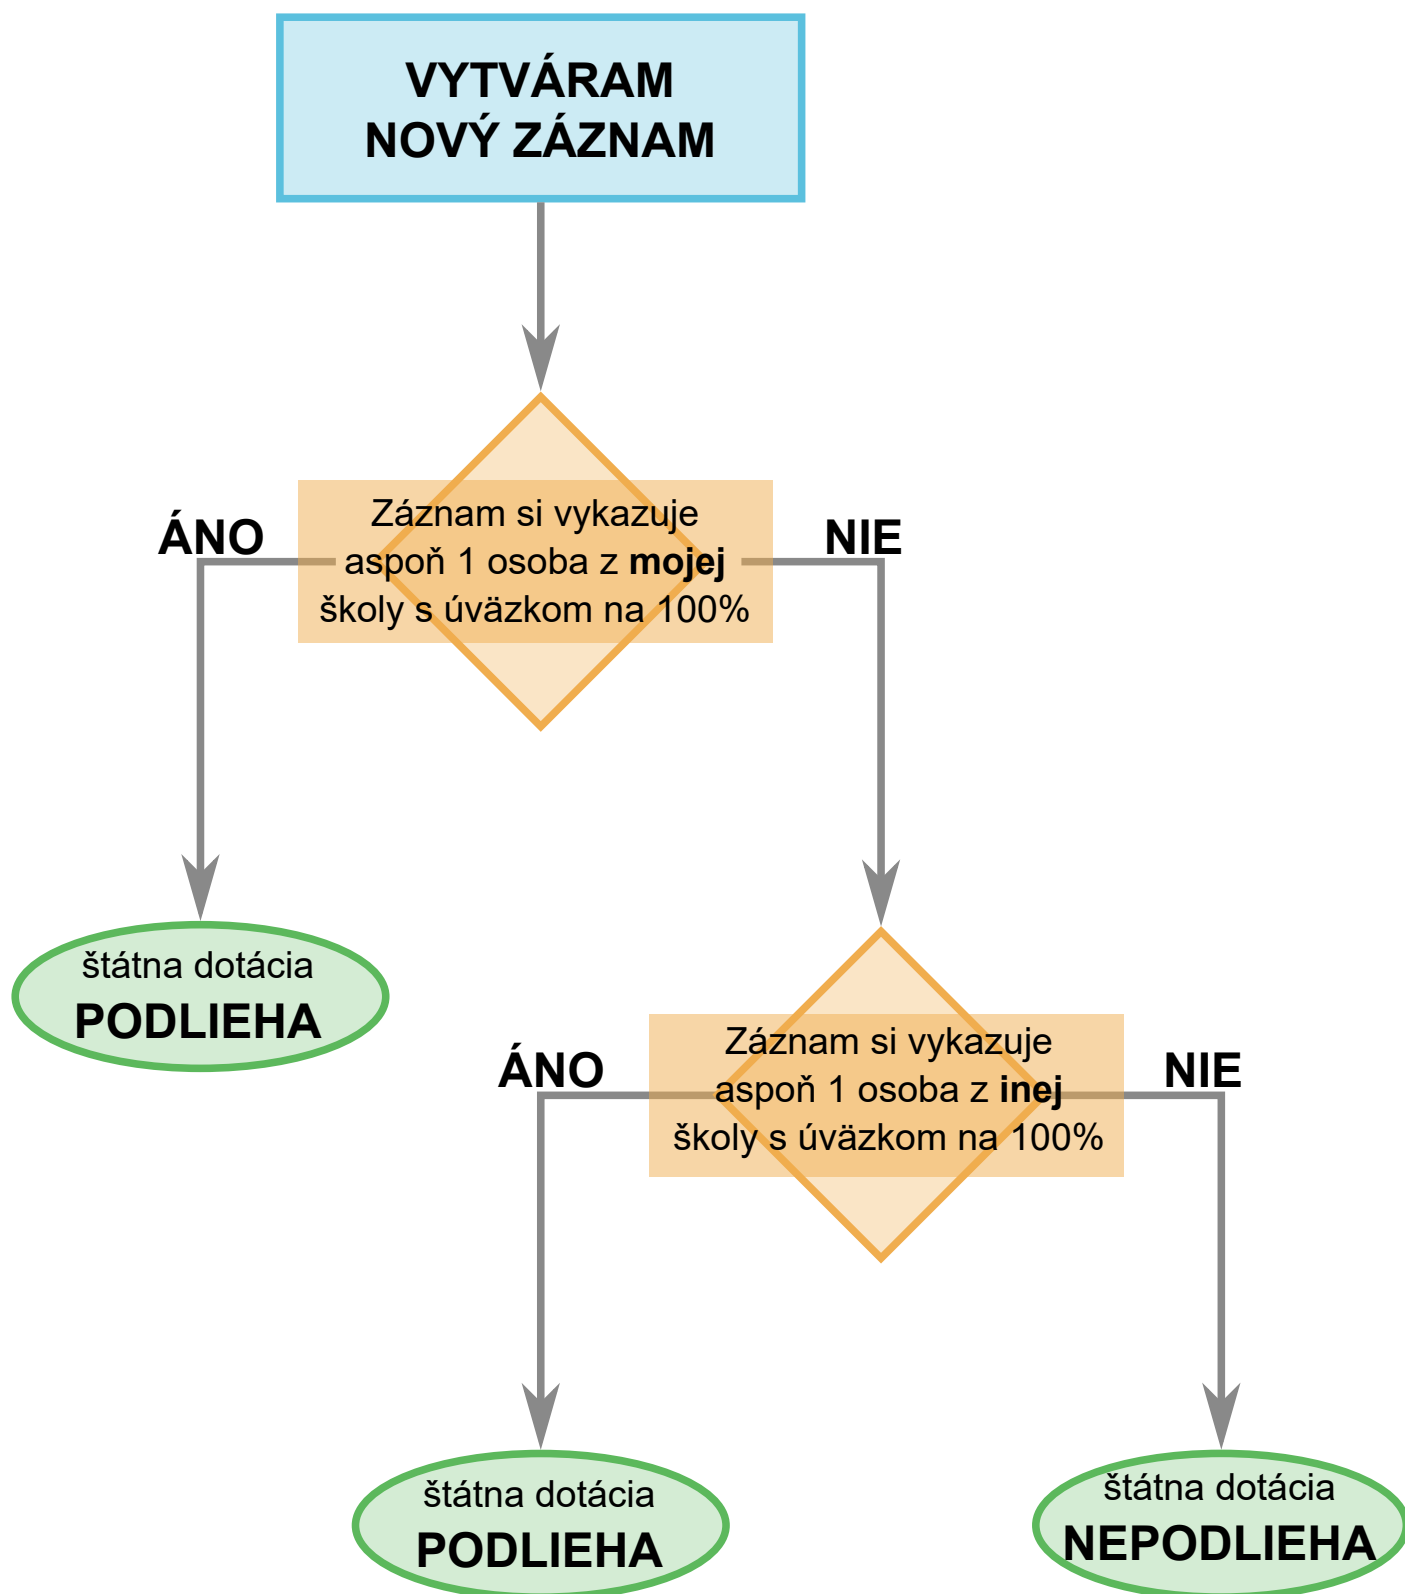 VYTVÁRAM
NOVÝ ZÁZNAM
ÁNO
Záznam si vykazuje
aspoň 1 osoba z mojej
školy s úväzkom na 100%
NIE
štátna dotácia
PODLIEHA
ÁNO
Záznam si vykazuje
aspoň 1 osoba z inej
školy s úväzkom na 100%
NIE
štátna dotácia
PODLIEHA
štátna dotácia
NEPODLIEHA